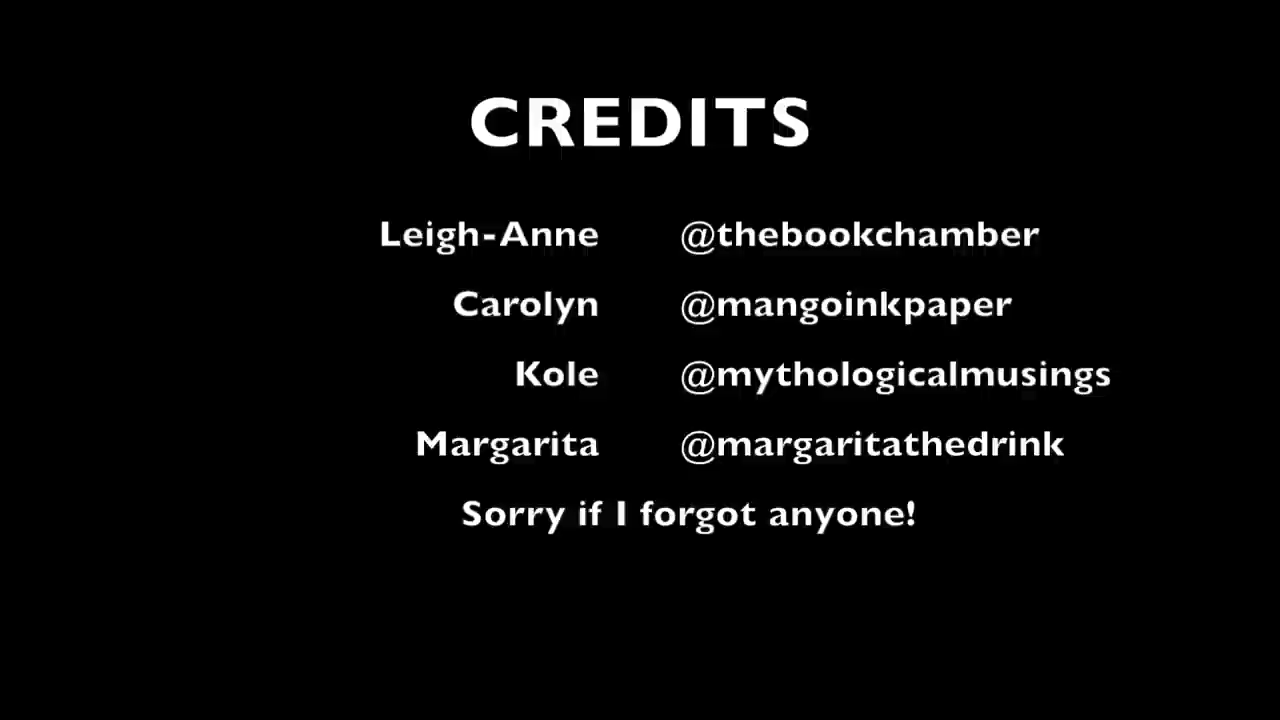 CREDITS
Leigh-Anne @thebookchamber
Carolyn @mangoinkpaper
Kole @mythologicalmusings
Margarita @margaritathedrink
Sorry if I forgot anyone!